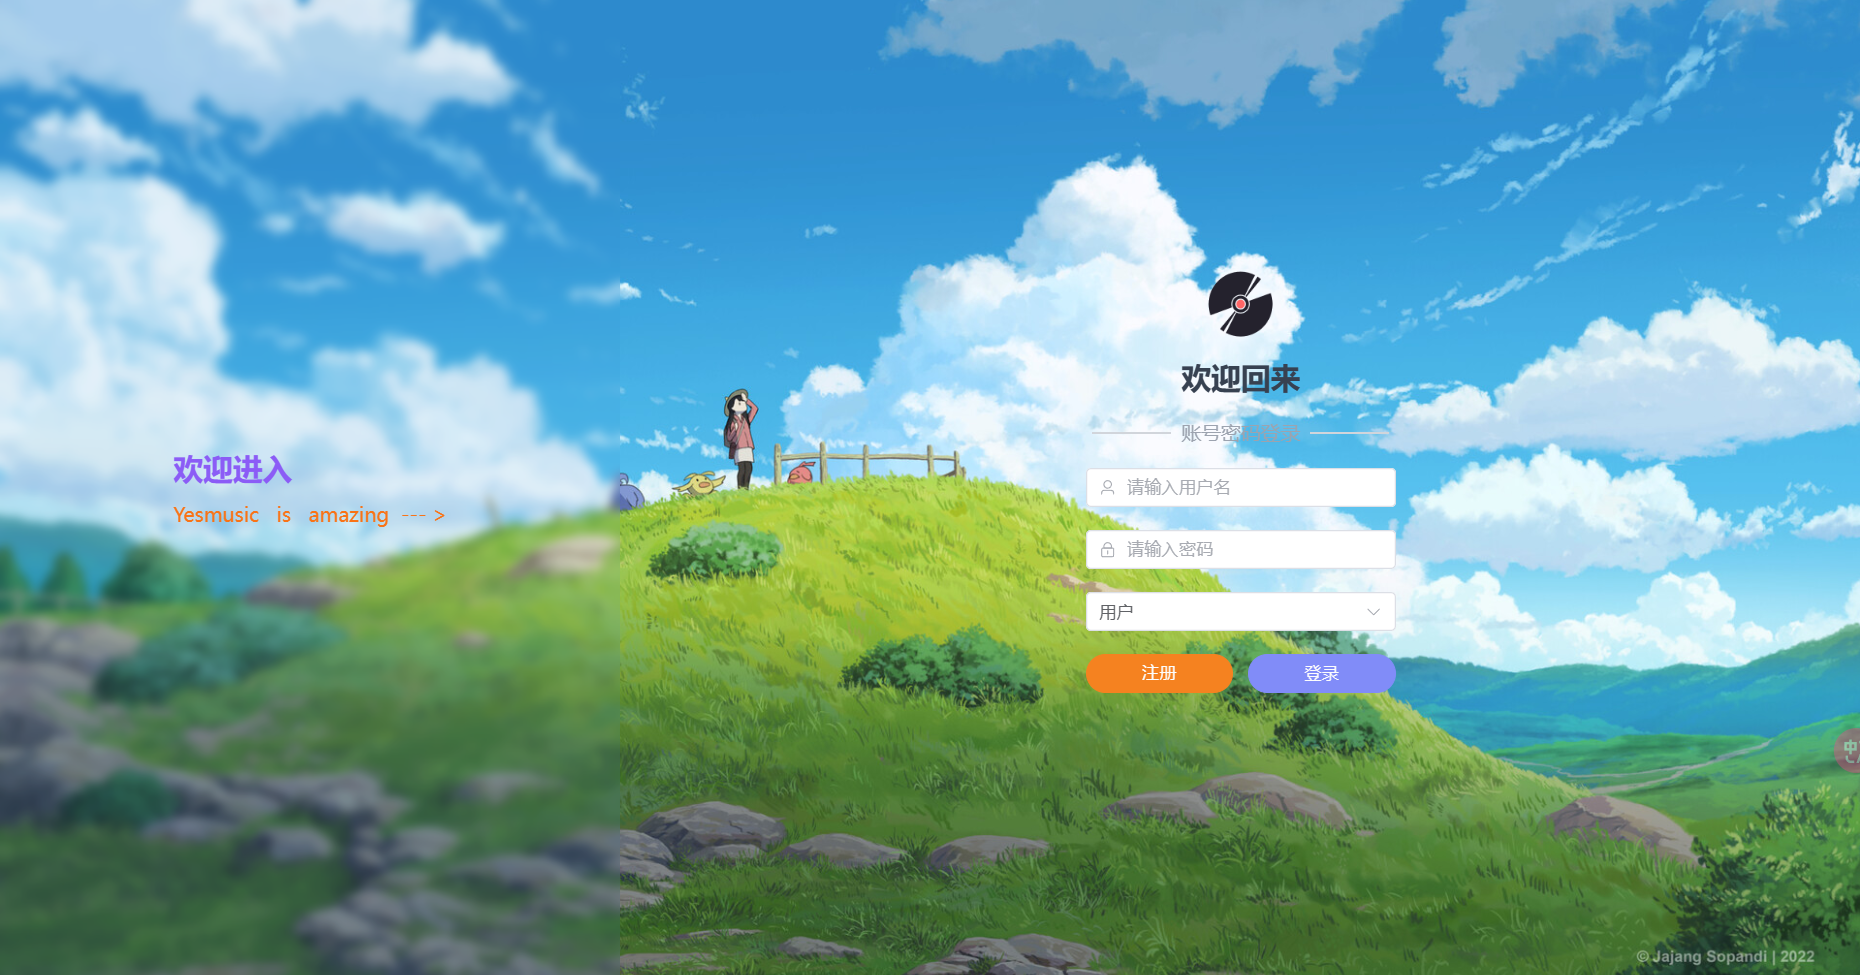 欢迎进入
Yesmusic is amazing --- >
欢迎回来
账号密码登录
请输入用户名
请输入密码
用户
注册 登录
中
© Jajang Sopandi | 2022